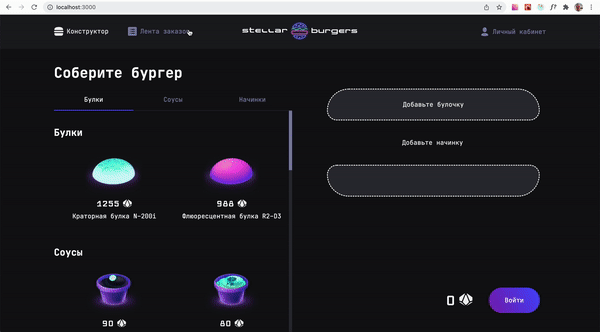 localhost:3000
Конструктор
Лента заказов
stellar burgers
Личный кабинет
Соберите бургер
Булки
Соусы
Начинки
Булки
1255
988
Краторная булка N-200i
Флюоресцентная булка R2-D3
Соусы
90
80
Добавьте булочку
Добавьте начинку
0
Войти